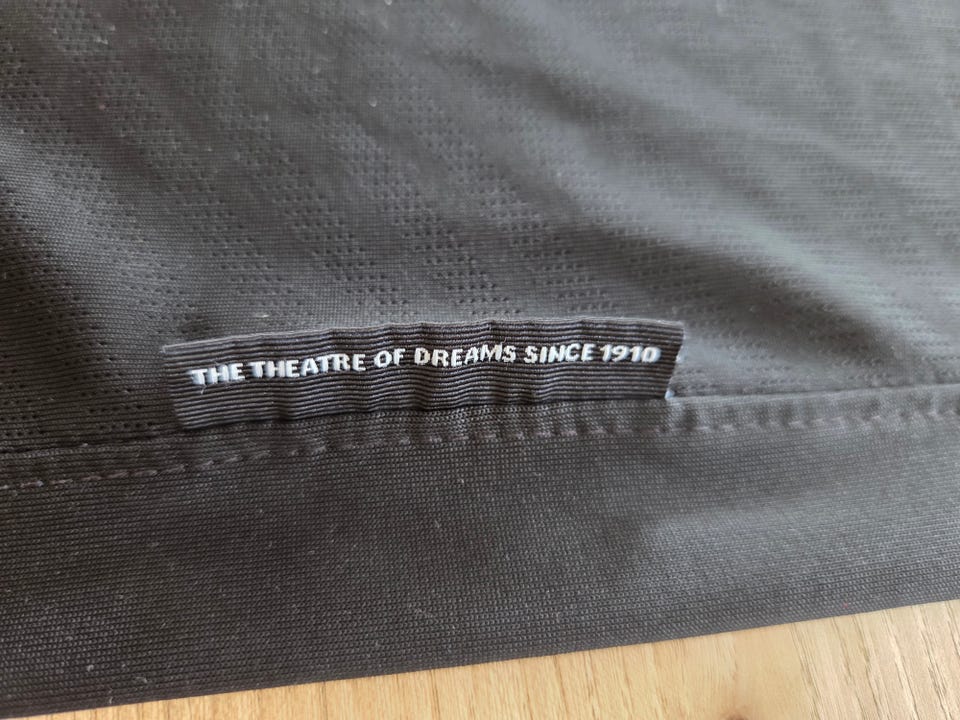 THE THEATRE OF DREAMS SINCE 1910